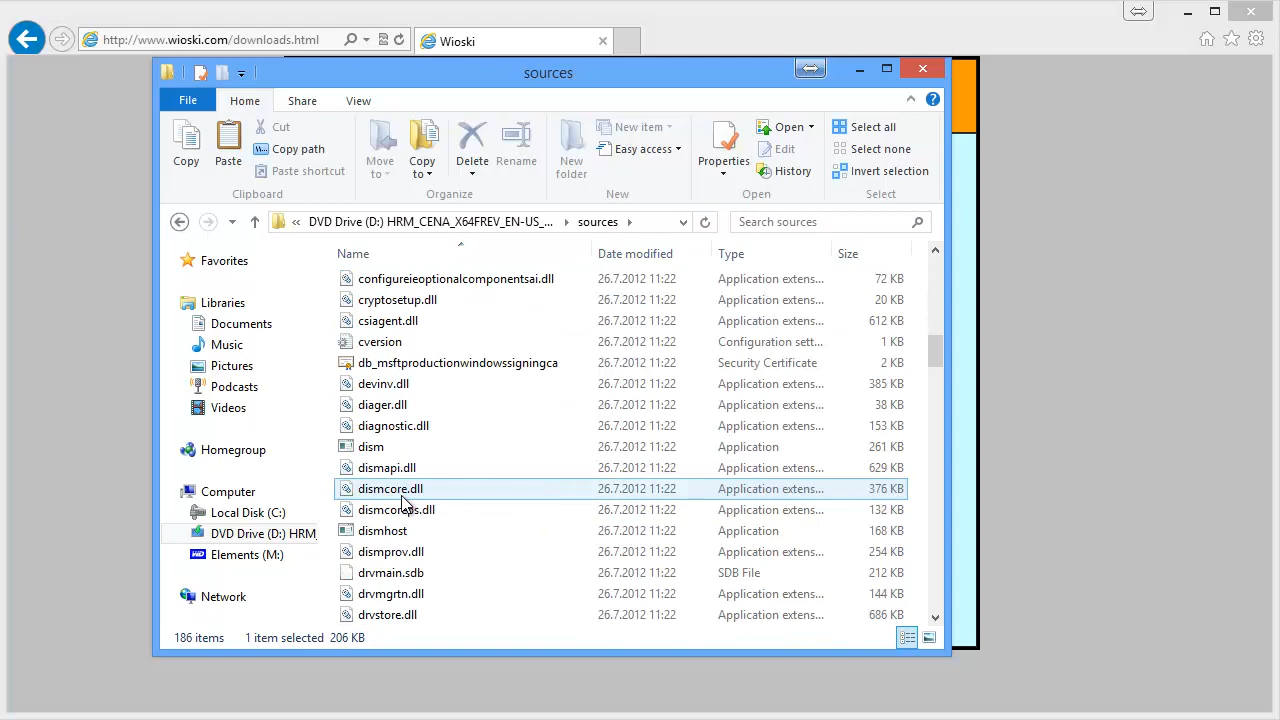 http://www.wioski.com/downloads.html
Wioski
sources
File Home Share View
Copy
Paste
Cut
Copy path
Paste shortcut
Clipboard
Move to
Copy to
Delete
Rename
Organize
New folder
New item
Easy access
New
Properties
Open
Edit
History
Open
Select all
Select none
Invert selection
Select
« DVD Drive (D:) HRM_CENA_X64FREV_EN-US_... sources
Search sources
Favorites
Libraries
Documents
Music
Pictures
Podcasts
Videos
Homegroup
Computer
Local Disk (C:)
DVD Drive (D:) HRM
Elements (M:)
Network
Name Date modified Type Size
configureieoptionalcomponentsai.dll 26.7.2012 11:22 Application extens... 72 KB
cryptosetup.dll 26.7.2012 11:22 Application extens... 20 KB
csiagent.dll 26.7.2012 11:22 Application extens... 612 KB
cversion 26.7.2012 11:22 Configuration sett... 1 KB
db_msftproductionwindowssigningca 26.7.2012 11:22 Security Certificate 2 KB
devinv.dll 26.7.2012 11:22 Application extens... 385 KB
diager.dll 26.7.2012 11:22 Application extens... 38 KB
diagnostic.dll 26.7.2012 11:22 Application extens... 153 KB
dism 26.7.2012 11:22 Application 261 KB
dismapi.dll 26.7.2012 11:22 Application extens... 629 KB
dismcore.dll 26.7.2012 11:22 Application extens... 376 KB
26.7.2012 11:22 Application extens... 132 KB
dismhost 26.7.2012 11:22 Application 168 KB
dismprov.dll 26.7.2012 11:22 Application extens... 254 KB
drvmain.sdb 26.7.2012 11:22 SDB File 212 KB
drvmgrtn.dll 26.7.2012 11:22 Application extens... 144 KB
drvstore.dll 26.7.2012 11:22 Application extens... 686 KB
186 items 1 item selected 206 KB